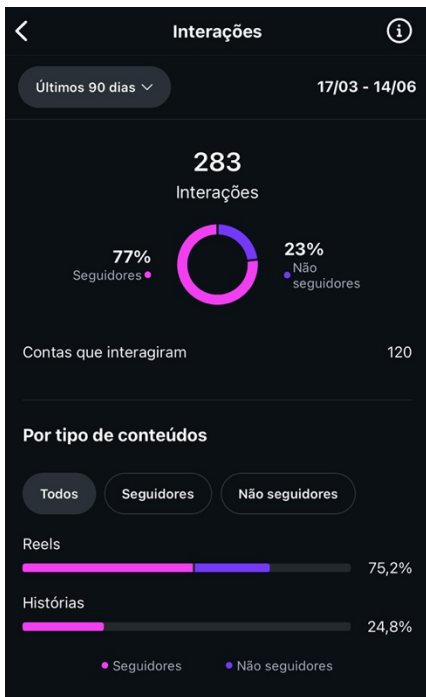 Interações
Últimos 90 dias
17/03 - 14/06
283
Interações
77%
Seguidores
23%
Não
seguidores
Contas que interagiram 120
Por tipo de conteúdos
Todos Seguidores Não seguidores
Reels
75,2%
Histórias
24,8%
Seguidores Não seguidores